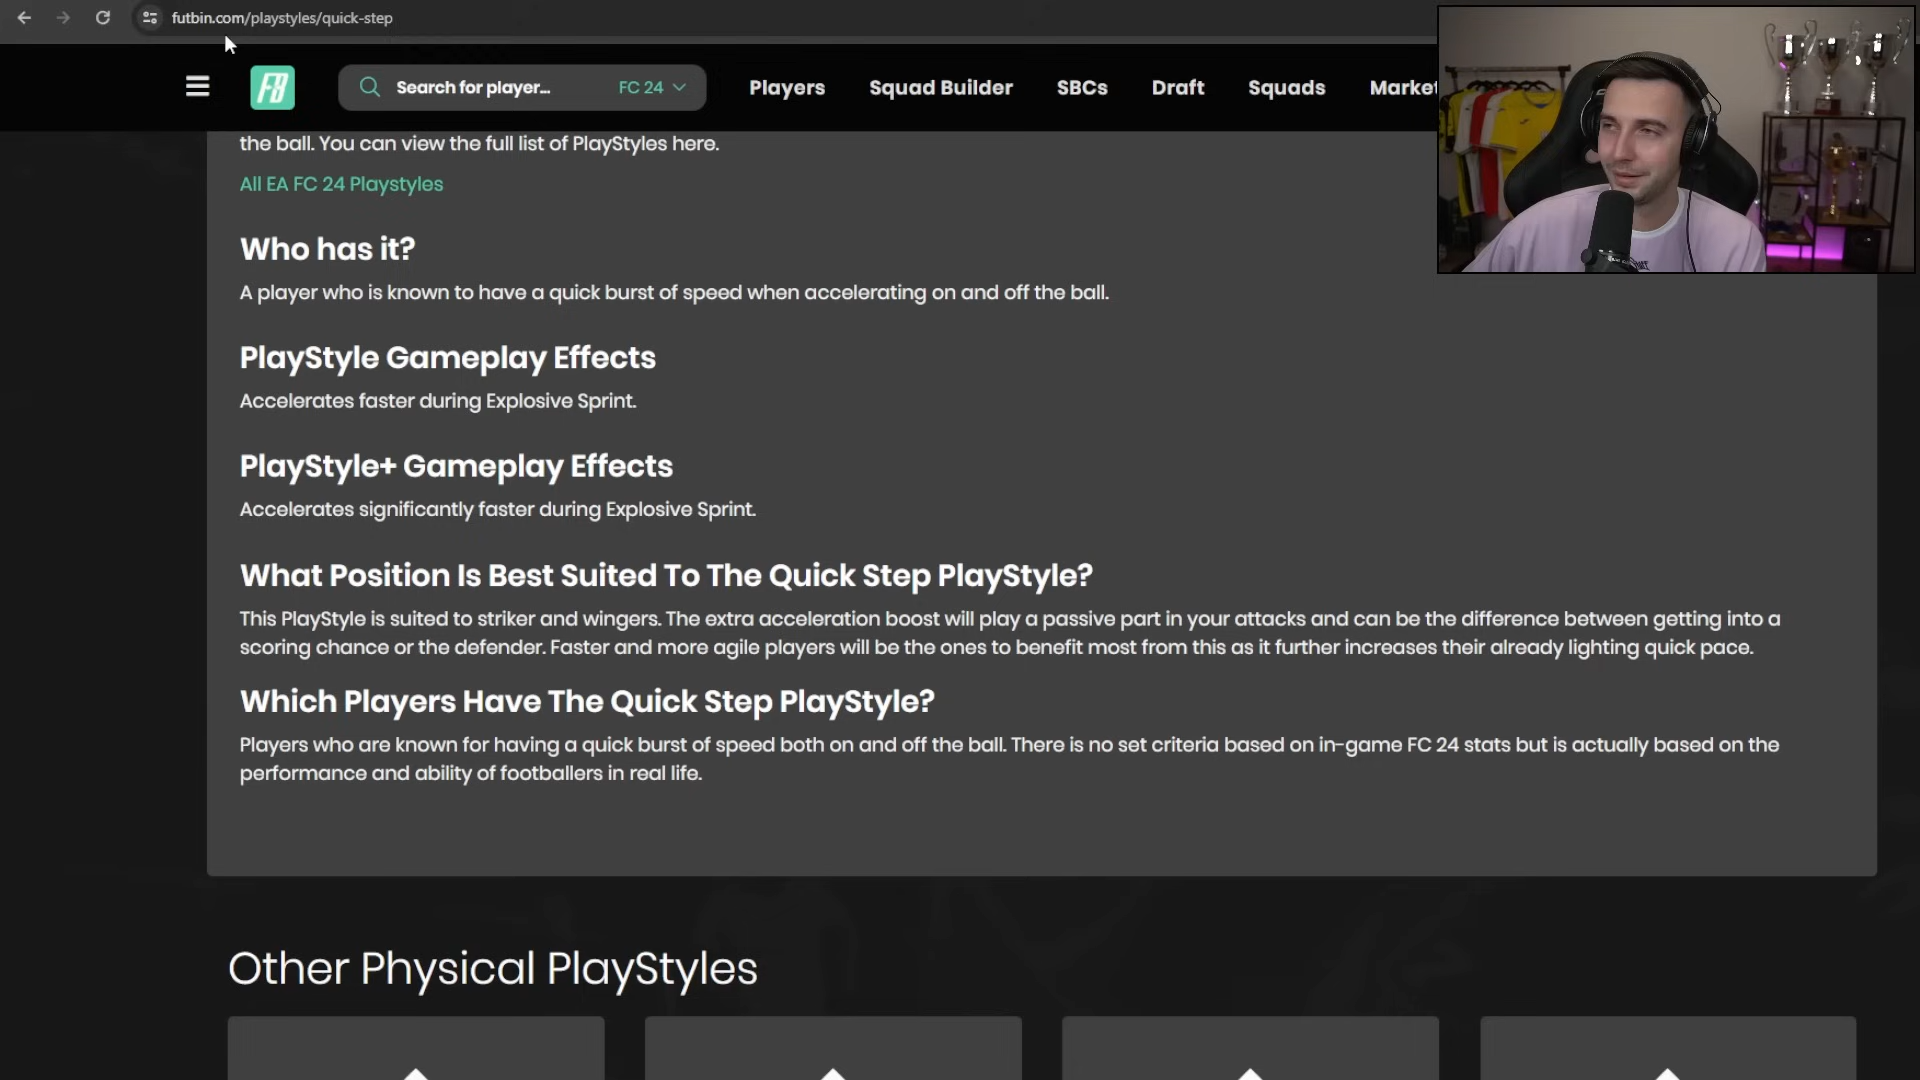 futbin.com/playstyles/quick-step
F8
Search for player...
FC 24
Players
Squad Builder
SBCs
Draft
Squads
Market
the ball. You can view the full list of PlayStyles here.
All EA FC 24 Playstyles
Who has it?
A player who is known to have a quick burst of speed when accelerating on and off the ball.
PlayStyle Gameplay Effects
Accelerates faster during Explosive Sprint.
PlayStyle+ Gameplay Effects
Accelerates significantly faster during Explosive Sprint.
What Position Is Best Suited To The Quick Step PlayStyle?
This PlayStyle is suited to striker and wingers. The extra acceleration boost will play a passive part in your attacks and can be the difference between getting into a
scoring chance or the defender. Faster and more agile players will be the ones to benefit most from this as it further increases their already lighting quick pace.
Which Players Have The Quick Step PlayStyle?
Players who are known for having a quick burst of speed both on and off the ball. There is no set criteria based on in-game FC 24 stats but is actually based on the
performance and ability of footballers in real life.
Other Physical PlayStyles